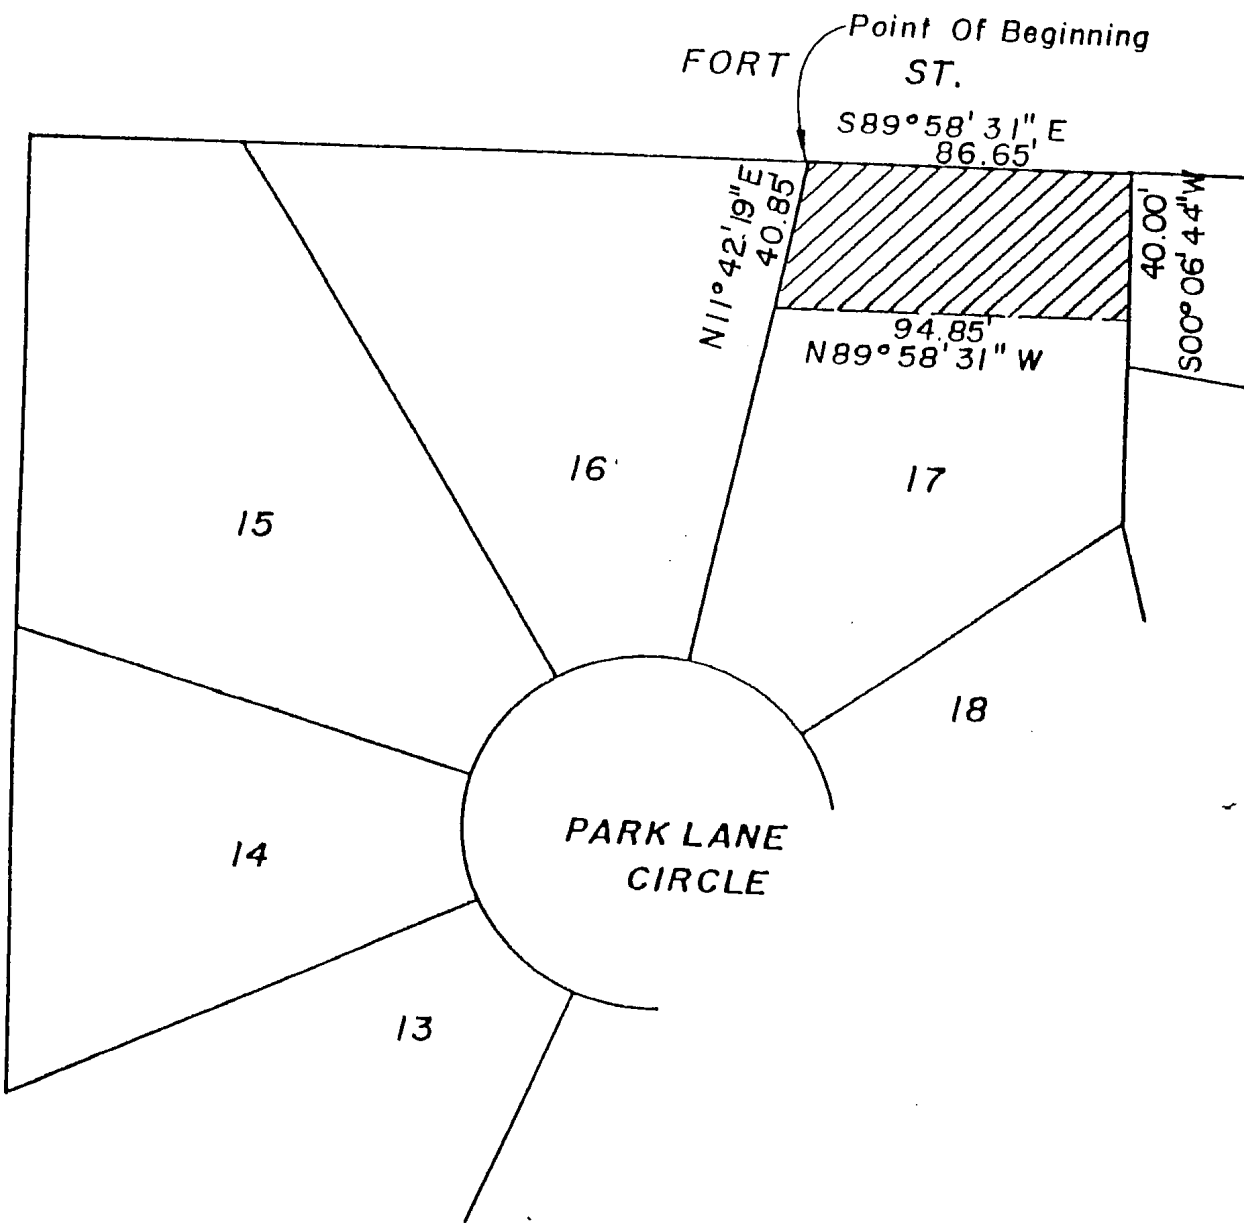 Point Of Beginning
FORT ST.
S89°58'31" E
86.65'
N11°42'19"E
40.85'
40.00'
S00°06'44"W
94.85'
N89°58'31" W
16
17
15
18
PARK LANE
CIRCLE
14
13